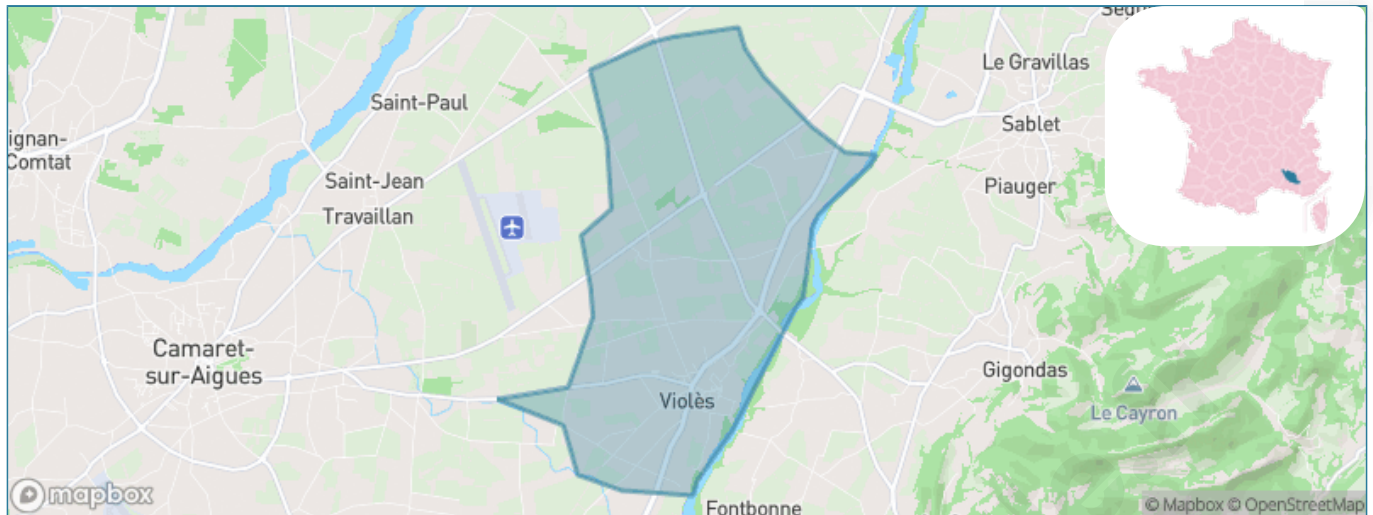 Le Gravillas
Saint-Paul
Sablet
ignan-
Comtat
Saint-Jean
Piauger
Travaillan
Camaret-
sur-Aigues
Gigondas
Violès
Le Cayron
mapbox
© Mapbox © OpenStreetMap
Fontbonne